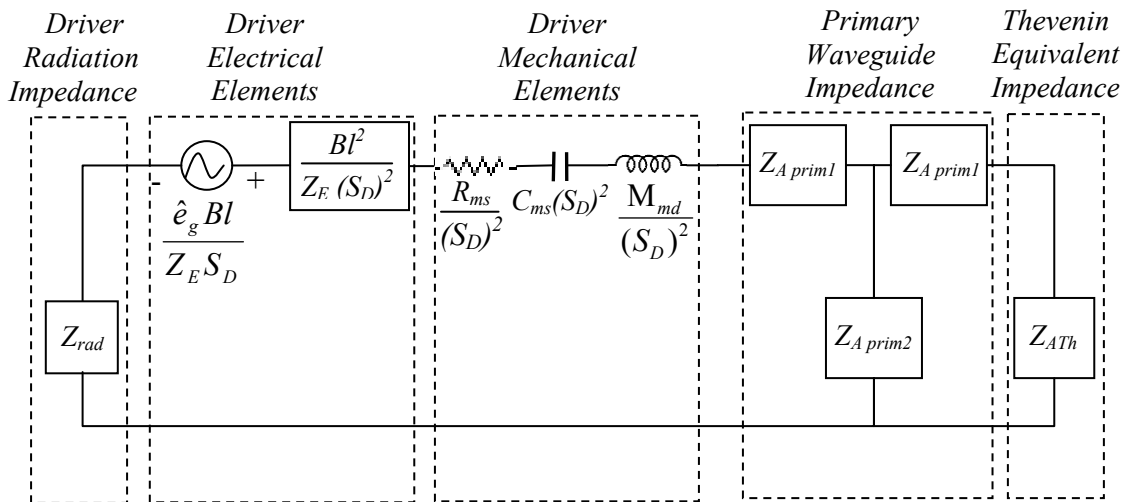 Driver
Radiation
Impedance
Driver
Electrical
Elements
Driver
Mechanical
Elements
Primary
Waveguide
Impedance
Thevenin
Equivalent
Impedance
- +
ê_g Bl
Z_E S_D
Bl²
Z_E (S_D)²
R_ms
(S_D)²
C_ms(S_D)²
M_md
(S_D)²
Z_A prim1
Z_A prim1
Z_rad
Z_A prim2
Z_ATh